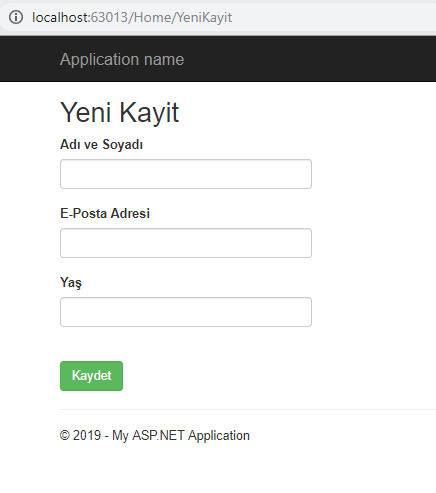 localhost:63013/Home/YeniKayit
Application name
Yeni Kayit
Adı ve Soyadı
E-Posta Adresi
Yaş
Kaydet
© 2019 - My ASP.NET Application